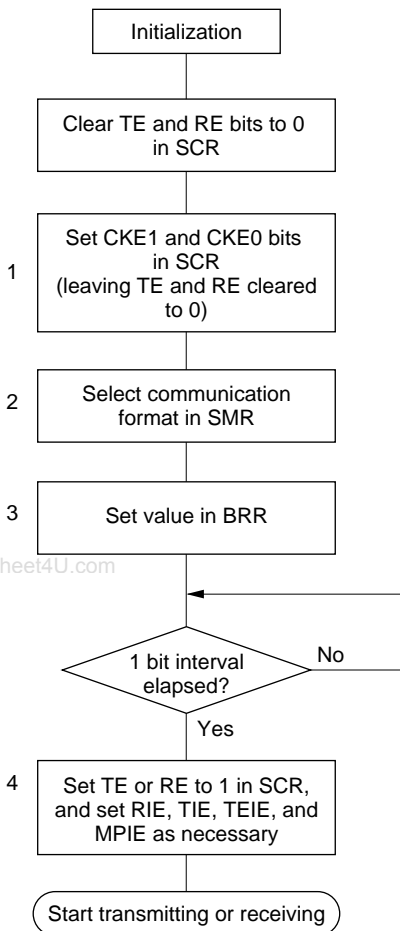 Initialization
Clear TE and RE bits to 0
in SCR
1
Set CKE1 and CKE0 bits
in SCR
(leaving TE and RE cleared
to 0)
2
Select communication
format in SMR
3
Set value in BRR
heet4U.com
1 bit interval
elapsed?
No
Yes
4
Set TE or RE to 1 in SCR,
and set RIE, TIE, TEIE, and
MPIE as necessary
Start transmitting or receiving